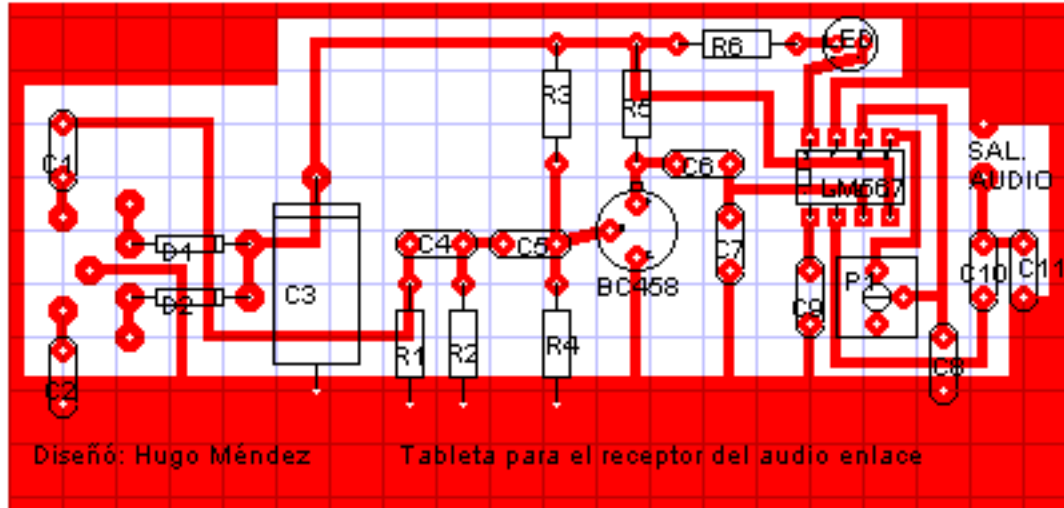 LED
R6
R3
R5
C1
SAL.
AUDIO
C6
LM567
D1
C4
C5
C7
BC458
P1
C10
C11
D2
C3
C9
R1
R2
R4
C8
C2
Diseñó: Hugo Méndez
Tableta para el receptor del audio enlace